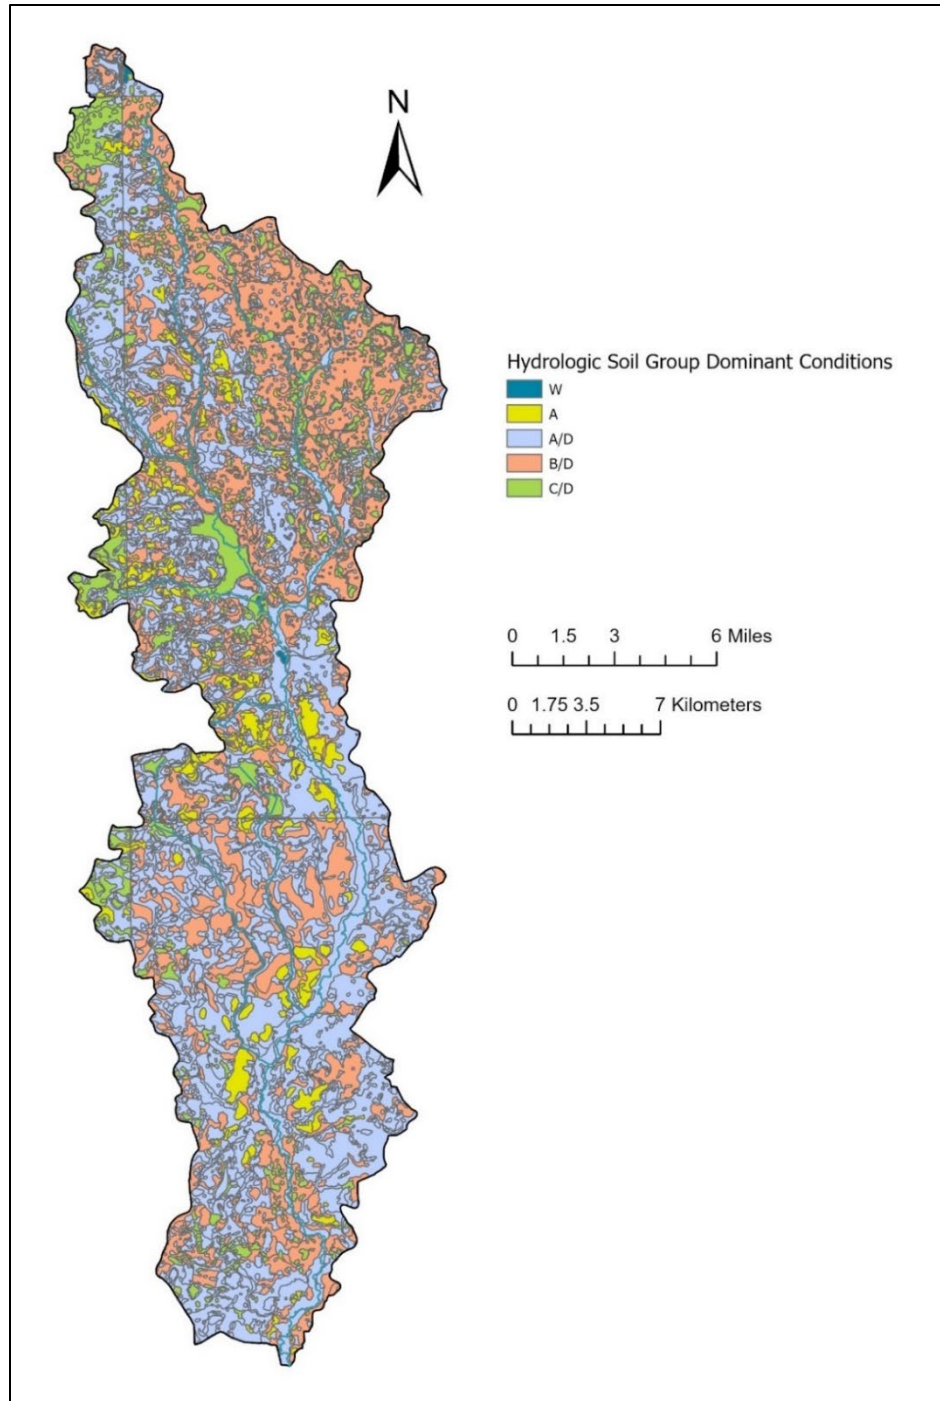 N
Hydrologic Soil Group Dominant Conditions
W
A
A/D
B/D
C/D
0 1.5 3 6 Miles
0 1.75 3.5 7 Kilometers